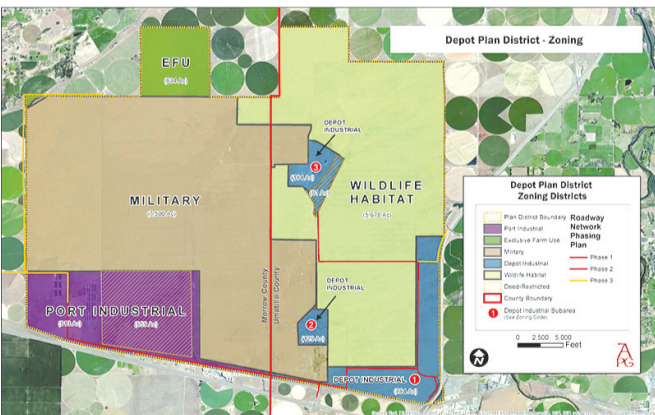 Depot Plan District - Zoning
EFU
DEPOT
INDUSTRIAL
3
MILITARY
WILDLIFE
HABITAT
Morrow County
Umatilla County
DEPOT
INDUSTRIAL
2
PORT INDUSTRIAL
DEPOT INDUSTRIAL
1
Depot Plan District
Zoning Districts
Plan District Boundary
Port Industrial
Exclusive Farm Use
Military
Depot Industrial
Wildlife Habitat
Deed-Restricted
County Boundary
1 Depot Industrial Subarea
(See Zoning Code)
Roadway
Network
Phasing
Plan
Phase 1
Phase 2
Phase 3
0 2,500 5,000
Feet
N
APG